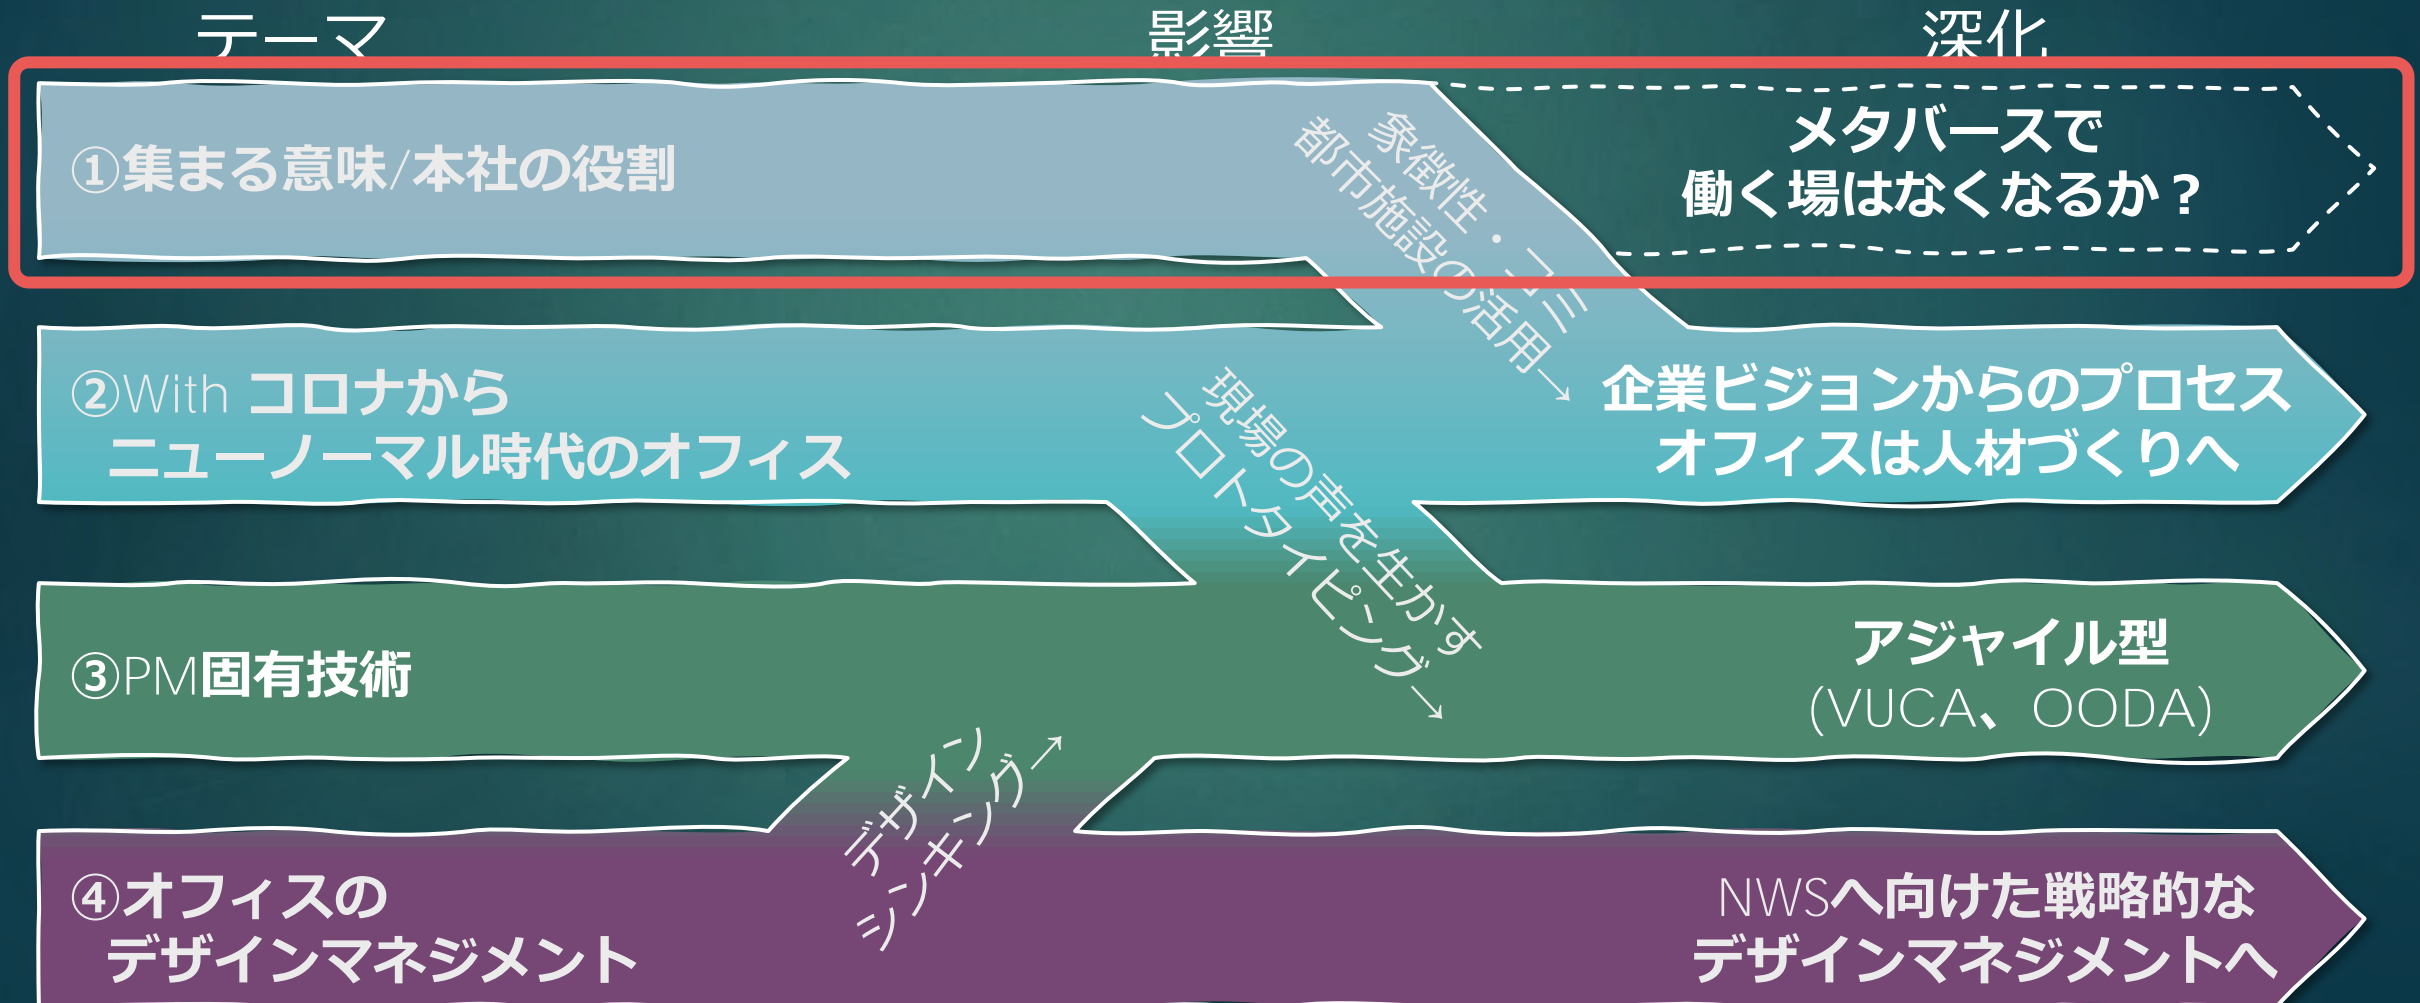 テーマ
影響
深化
①集まる意味/本社の役割
象徴性・コミ
都市施設の活用→
メタバースで
働く場はなくなるか？
②With コロナから
ニューノーマル時代のオフィス
現場の声を生かす
プロトタイピング→
企業ビジョンからのプロセス
オフィスは人材づくりへ
③PM固有技術
アジャイル型
(VUCA、OODA)
デザイン
シンキング→
④オフィスの
デザインマネジメント
NWSへ向けた戦略的な
デザインマネジメントへ